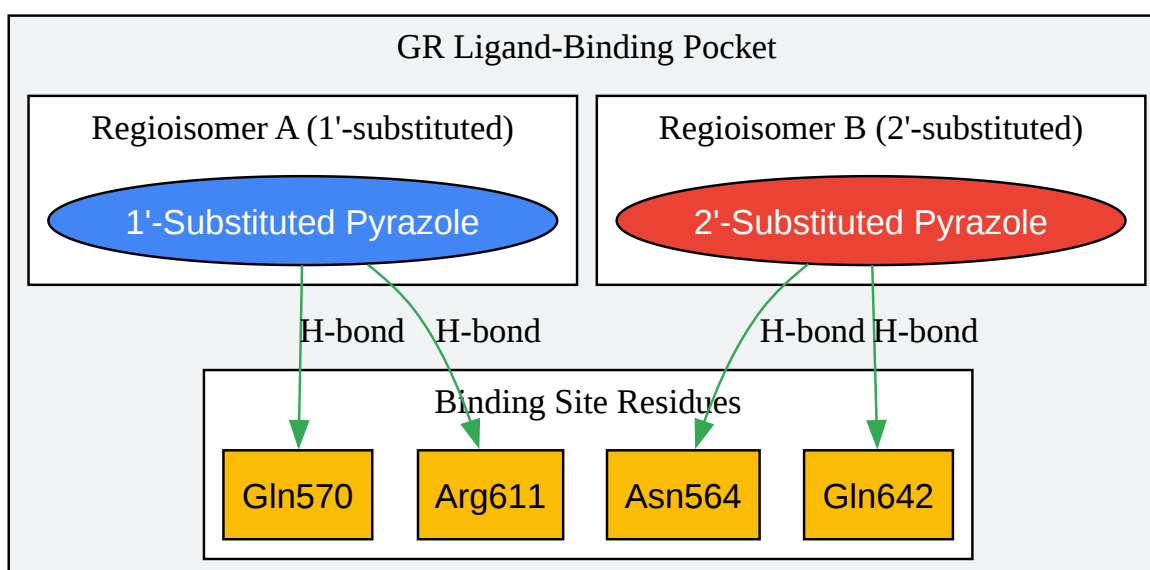 GR Ligand-Binding Pocket
Regioisomer A (1'-substituted)
Regioisomer B (2'-substituted)
1'-Substituted Pyrazole
2'-Substituted Pyrazole
H-bond
H-bond
H-bond
H-bond
Binding Site Residues
Gln570
Arg611
Asn564
Gln642